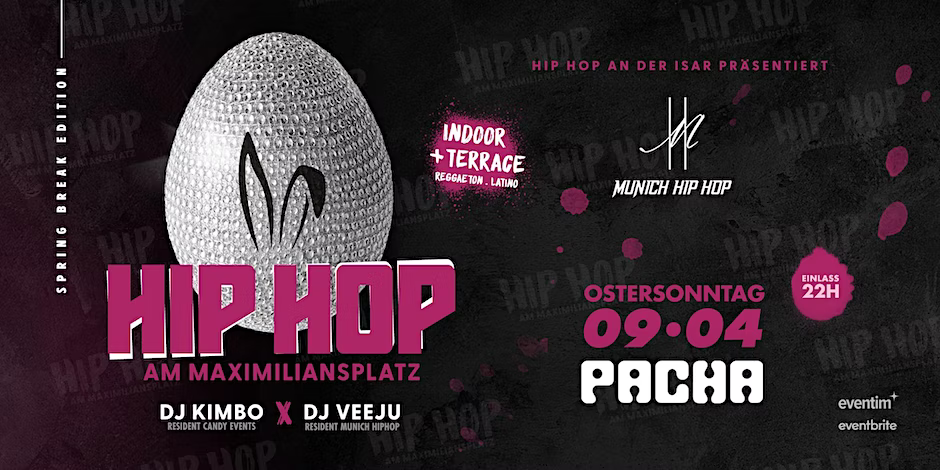 SPRING BREAK EDITION
HIP HOP
AM MAXIMILIANSPLATZ
DJ KIMBO X DJ VEEJU
RESIDENT CANDY EVENTS RESIDENT MUNICH HIPHOP
INDOOR
+ TERRACE
REGGAETON . LATINO
HIP HOP AN DER ISAR PRÄSENTIERT
MUNICH HIP HOP
OSTERSONNTAG
09•04
PACHA
EINLASS
22H
eventim
eventbrite